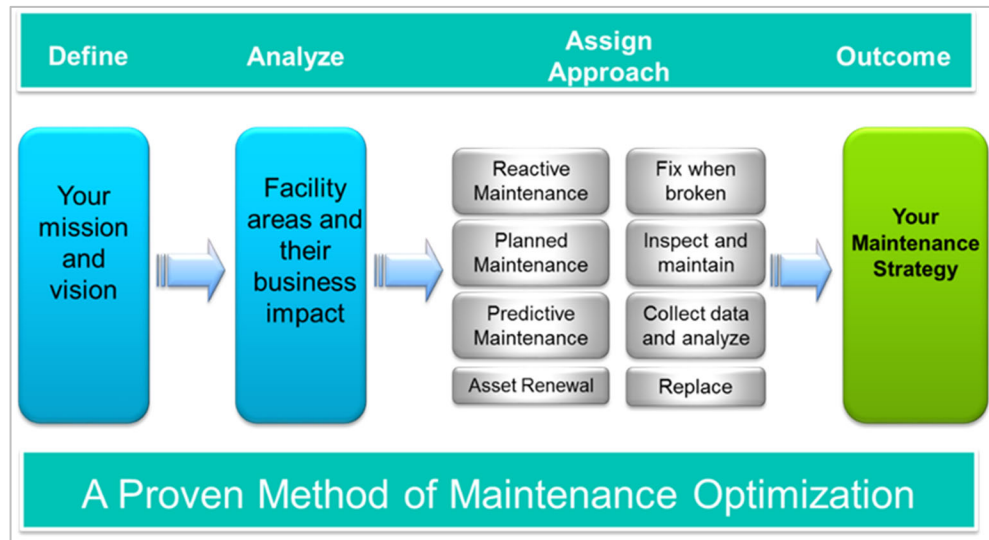 Define
Analyze
Assign
Approach
Outcome
Your
mission
and
vision
Facility
areas and
their
business
impact
Reactive
Maintenance
Fix when
broken
Planned
Maintenance
Inspect and
maintain
Predictive
Maintenance
Collect data
and analyze
Asset Renewal
Replace
Your
Maintenance
Strategy
A Proven Method of Maintenance Optimization